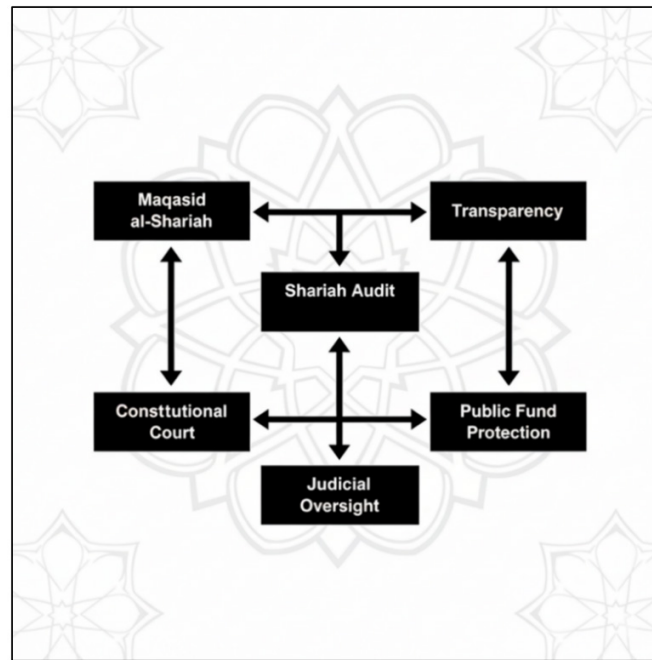 Maqasid
al-Shariah
Transparency
Shariah Audit
Consttutional
Court
Public Fund
Protection
Judicial
Oversight